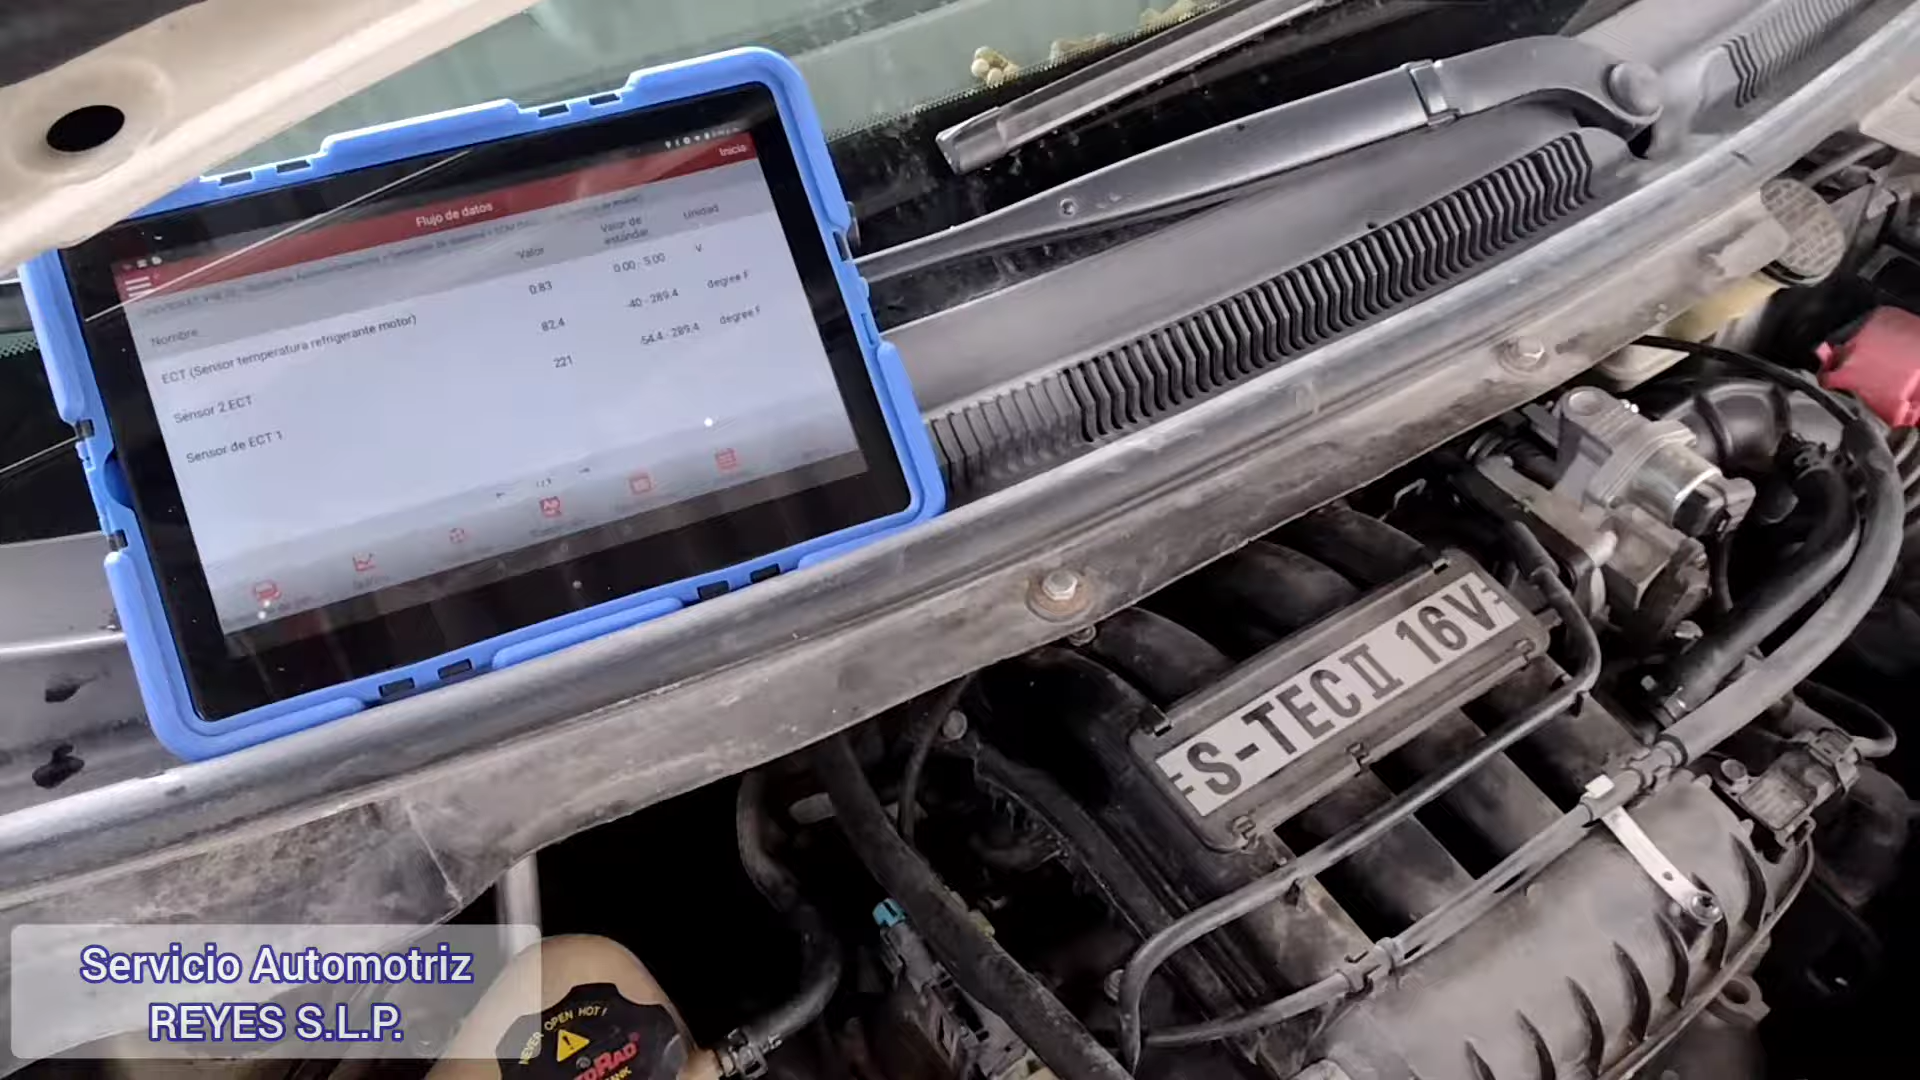 Inicio
Flujo de datos
Nombre
Valor
Valor de estándar
Unidad
ECT (Sensor temperatura refrigerante motor)
0.83
0.00 - 5.00
V
Sensor 2 ECT
82.4
-40 - 289.4
degree F
Sensor de ECT 1
221
-54.4 - 289.4
degree F
S-TEC II 16V
Servicio Automotriz
REYES S.L.P.
NEVER OPEN HOT!